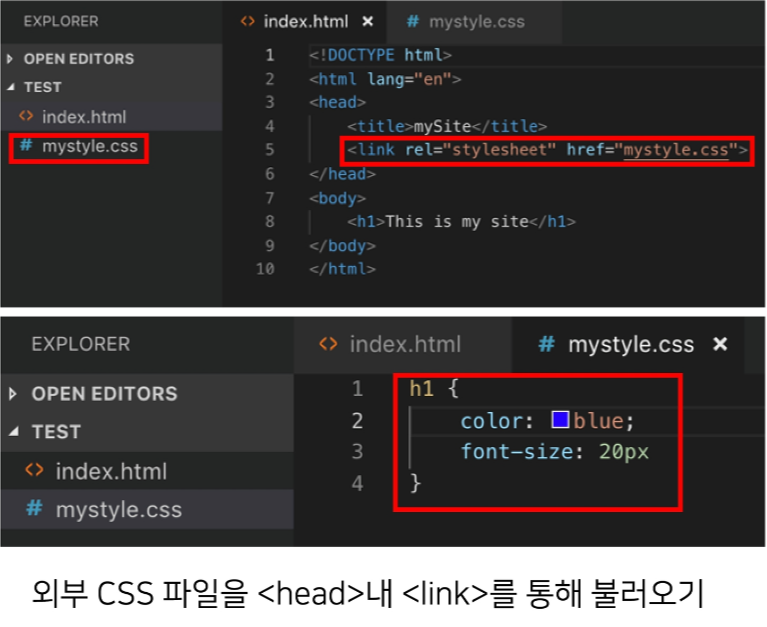 EXPLORER
<> index.html ×
# mystyle.css
OPEN EDITORS
TEST
<> index.html
# mystyle.css
1 <!DOCTYPE html>
2 <html lang="en">
3 <head>
4 <title>mySite</title>
5 <link rel="stylesheet" href="mystyle.css">
6 </head>
7 <body>
8 <h1>This is my site</h1>
9 </body>
10 </html>
EXPLORER
<> index.html
# mystyle.css ×
OPEN EDITORS
TEST
<> index.html
# mystyle.css
1 h1 {
2 color: blue;
3 font-size: 20px
4 }
외부 CSS 파일을 <head>내 <link>를 통해 불러오기